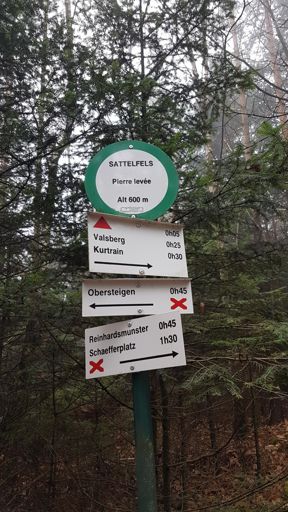 SATTELFELS
Pierre levée
Alt 600 m
0h05
Valsberg 0h25
Kurtrain 0h30
Obersteigen 0h45
Reinhardsmunster 0h45
Schaefferplatz 1h30